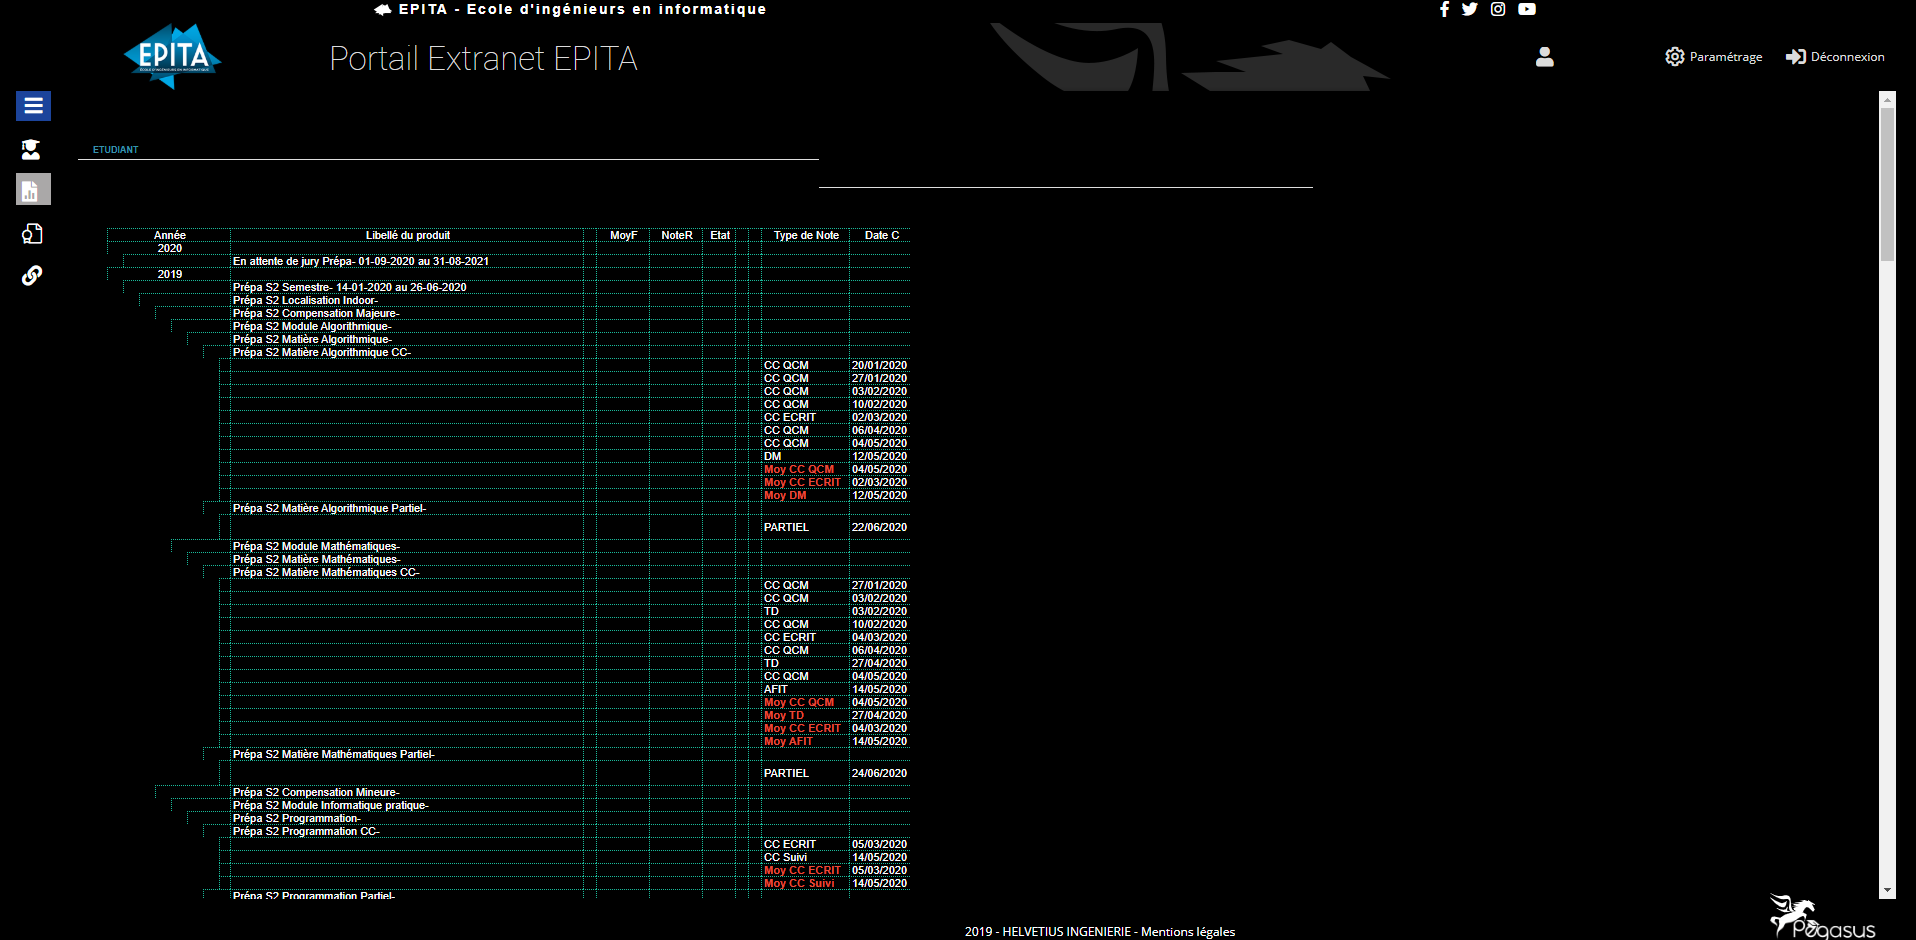 EPITA - Ecole d'ingénieurs en informatique
EPITA
ÉCOLE D'INGÉNIEURS EN INFORMATIQUE
Portail Extranet EPITA
Paramétrage
Déconnexion
ETUDIANT
Année Libellé du produit MoyF NoteR Etat Type de Note Date C
2020
En attente de jury Prépa- 01-09-2020 au 31-08-2021
2019
Prépa S2 Semestre- 14-01-2020 au 26-06-2020
Prépa S2 Localisation Indoor-
Prépa S2 Compensation Majeure-
Prépa S2 Module Algorithmique-
Prépa S2 Matière Algorithmique-
Prépa S2 Matière Algorithmique CC-
CC QCM 20/01/2020
CC QCM 27/01/2020
CC QCM 03/02/2020
CC QCM 10/02/2020
CC ECRIT 02/03/2020
CC QCM 06/04/2020
CC QCM 04/05/2020
DM 12/05/2020
Moy CC QCM 04/05/2020
Moy CC ECRIT 02/03/2020
Moy DM 12/05/2020
Prépa S2 Matière Algorithmique Partiel-
PARTIEL 22/06/2020
Prépa S2 Module Mathématiques-
Prépa S2 Matière Mathématiques-
Prépa S2 Matière Mathématiques CC-
CC QCM 27/01/2020
CC QCM 03/02/2020
TD 03/02/2020
CC QCM 10/02/2020
CC ECRIT 04/03/2020
CC QCM 06/04/2020
TD 27/04/2020
CC QCM 04/05/2020
AFIT 14/05/2020
Moy CC QCM 04/05/2020
Moy TD 27/04/2020
Moy CC ECRIT 04/03/2020
Moy AFIT 14/05/2020
Prépa S2 Matière Mathématiques Partiel-
PARTIEL 24/06/2020
Prépa S2 Compensation Mineure-
Prépa S2 Module Informatique pratique-
Prépa S2 Programmation-
Prépa S2 Programmation CC-
CC ECRIT 05/03/2020
CC Suivi 14/05/2020
Moy CC ECRIT 05/03/2020
Moy CC Suivi 14/05/2020
Prépa S2 Programmation Partiel-
2019 - HELVETIUS INGENIERIE - Mentions légales
Pegasus